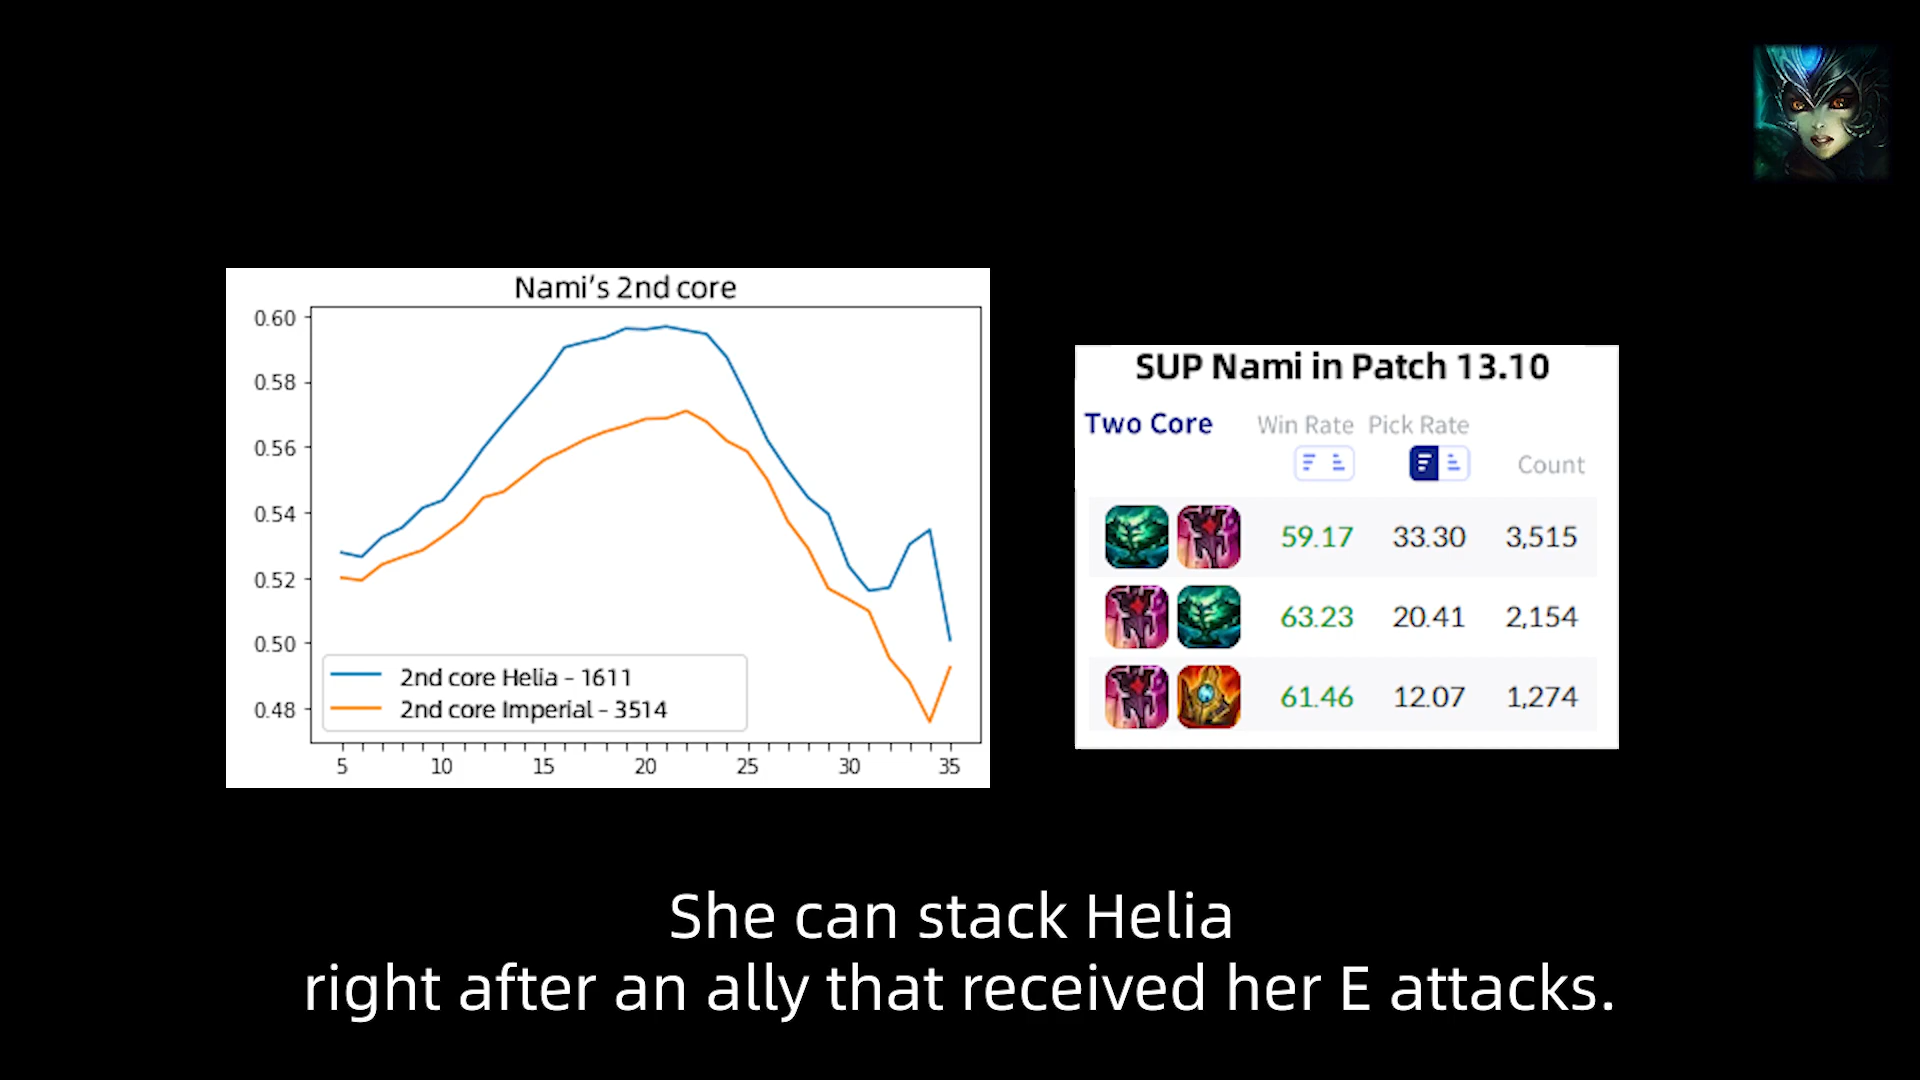 Nami's 2nd core
0.60
0.58
0.56
0.54
0.52
0.50
0.48
2nd core Helia - 1611
2nd core Imperial - 3514
5 10 15 20 25 30 35
SUP Nami in Patch 13.10
Two Core Win Rate Pick Rate
Count
59.17 33.30 3,515
63.23 20.41 2,154
61.46 12.07 1,274
She can stack Helia
right after an ally that received her E attacks.